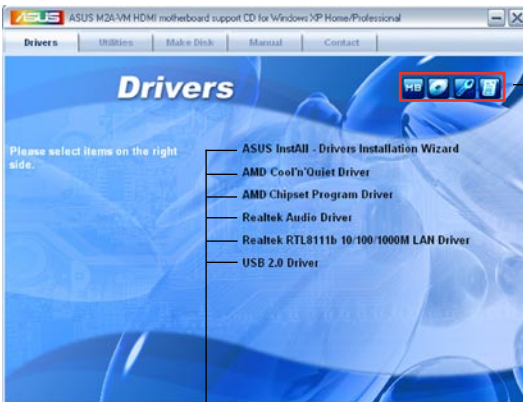 ASUS ASUS M2A-VM HDMI motherboard support CD for Windows XP Home/Professional
Drivers Utilities Make Disk Manual Contact
Drivers
MB
Please select items on the right
side.
ASUS InstAll - Drivers Installation Wizard
AMD Cool'n'Quiet Driver
AMD Chipset Program Driver
Realtek Audio Driver
Realtek RTL8111b 10/100/1000M LAN Driver
USB 2.0 Driver